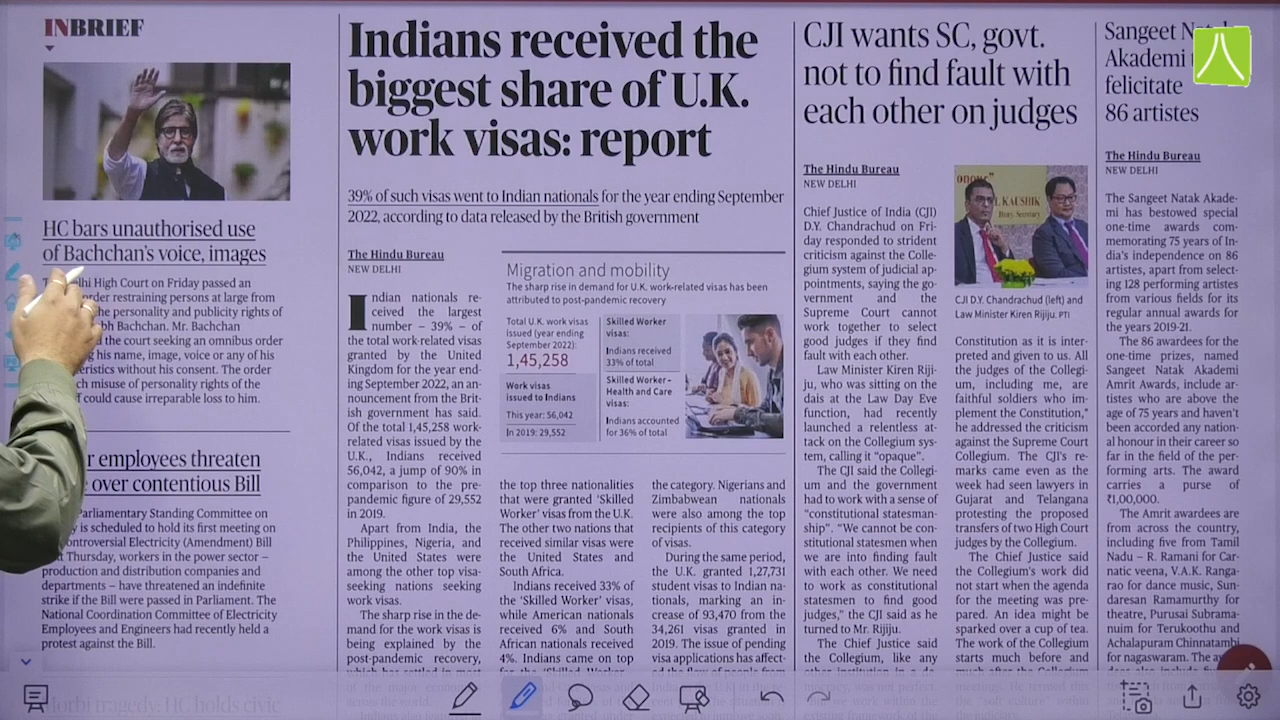 INBRIEF
HC bars unauthorised use
of Bachchan's voice, images
High Court on Friday passed an
order restraining persons at large from
the personality and publicity rights of
Bachchan. Mr. Bachchan
the court seeking an omnibus order
his name, image, voice or any of his
without his consent. The order
misuse of personality rights of the
could cause irreparable loss to him.
employees threaten
over contentious Bill
Parliamentary Standing Committee on
is scheduled to hold its first meeting on
Electricity (Amendment) Bill
Thursday, workers in the power sector –
production and distribution companies and
departments – have threatened an indefinite
strike if the Bill were passed in Parliament. The
National Coordination Committee of Electricity
Employees and Engineers had recently held a
protest against the Bill.
Morbi tragedy: HC holds civic
Indians received the
biggest share of U.K.
work visas: report
39% of such visas went to Indian nationals for the year ending September
2022, according to data released by the British government
The Hindu Bureau
NEW DELHI
Indian nationals re-
ceived the largest
number – 39% – of
the total work-related visas
granted by the United
Kingdom for the year end-
ing September 2022, an an-
nouncement from the Brit-
ish government has said.
Of the total 1,45,258 work-
related visas issued by the
U.K., Indians received
56,042, a jump of 90% in
comparison to the pre-
pandemic figure of 29,552
in 2019.
Apart from India, the
Philippines, Nigeria, and
the United States were
among the other top visa-
seeking nations seeking
work visas.
The sharp rise in the de-
mand for the work visas is
being explained by the
post-pandemic recovery,
Migration and mobility
The sharp rise in demand for U.K. work-related visas has been
attributed to post-pandemic recovery
Total U.K. work visas
issued (year ending
September 2022):
1,45,258
Work visas
issued to Indians
This year: 56,042
In 2019: 29,552
Skilled Worker
visas:
Indians received
33% of total
Skilled Worker –
Health and Care
visas:
Indians accounted
for 36% of total
the top three nationalities
that were granted 'Skilled
Worker' visas from the U.K.
The other two nations that
received similar visas were
the United States and
South Africa.
Indians received 33% of
the 'Skilled Worker' visas,
while American nationals
received 6% and South
African nationals received
4%. Indians came on top
the category. Nigerians and
Zimbabwean nationals
were also among the top
recipients of this category
of visas.
During the same period,
the U.K. granted 1,27,731
student visas to Indian na-
tionals, marking an in-
crease of 93,470 from the
34,261 visas granted in
2019. The issue of pending
visa applications has affect-
CJI wants SC, govt.
not to find fault with
each other on judges
The Hindu Bureau
NEW DELHI
Chief Justice of India (CJI)
D.Y. Chandrachud on Fri-
day responded to strident
criticism against the Colle-
gium system of judicial ap-
pointments, saying the go-
vernment and the
Supreme Court cannot
work together to select
good judges if they find
fault with each other.
Law Minister Kiren Riji-
ju, who was sitting on the
dais at the Law Day Eve
function, had recently
launched a relentless at-
tack on the Collegium sys-
tem, calling it "opaque".
The CJI said the Collegi-
um and the government
had to work with a sense of
"constitutional statesman-
ship". "We cannot be con-
stitutional statesmen when
we are into finding fault
with each other. We need
to work as constitutional
statesmen to find good
judges," the CJI said as he
turned to Mr. Rijiju.
The Chief Justice said
the Collegium, like any
L KAUSHIK
CJI D.Y. Chandrachud (left) and
Law Minister Kiren Rijiju. PTI
Constitution as it is inter-
preted and given to us. All
the judges of the Collegi-
um, including me, are
faithful soldiers who im-
plement the Constitution,"
he addressed the criticism
against the Supreme Court
Collegium. The CJI's re-
marks came even as the
week had seen lawyers in
Gujarat and Telangana
protesting the proposed
transfers of two High Court
judges by the Collegium.
The Chief Justice said
the Collegium's work did
not start when the agenda
for the meeting was pre-
pared. An idea might be
sparked over a cup of tea.
The work of the Collegium
starts much before and
Sangeet
Akademi
felicitate
86 artistes
The Hindu Bureau
NEW DELHI
The Sangeet Natak Akade-
mi has bestowed special
one-time awards com-
memorating 75 years of In-
dia's independence on 86
artistes, apart from select-
ing 128 performing artistes
from various fields for its
regular annual awards for
the years 2019-21.
The 86 awardees for the
one-time prizes, named
Sangeet Natak Akademi
Amrit Awards, include ar-
tistes who are above the
age of 75 years and haven't
been accorded any nation-
al honour in their career so
far in the field of the per-
forming arts. The award
carries a purse of
₹1,00,000.
The Amrit awardees are
from across the country,
including five from Tamil
Nadu – R. Ramani for Car-
natic veena, V.A.K. Ranga-
rao for dance music, Sun-
daresan Ramamurthy for
theatre, Purusai Subrama-
nuim for Terukoothu and
Achalapuram Chinnatambi
for nagaswaram. The